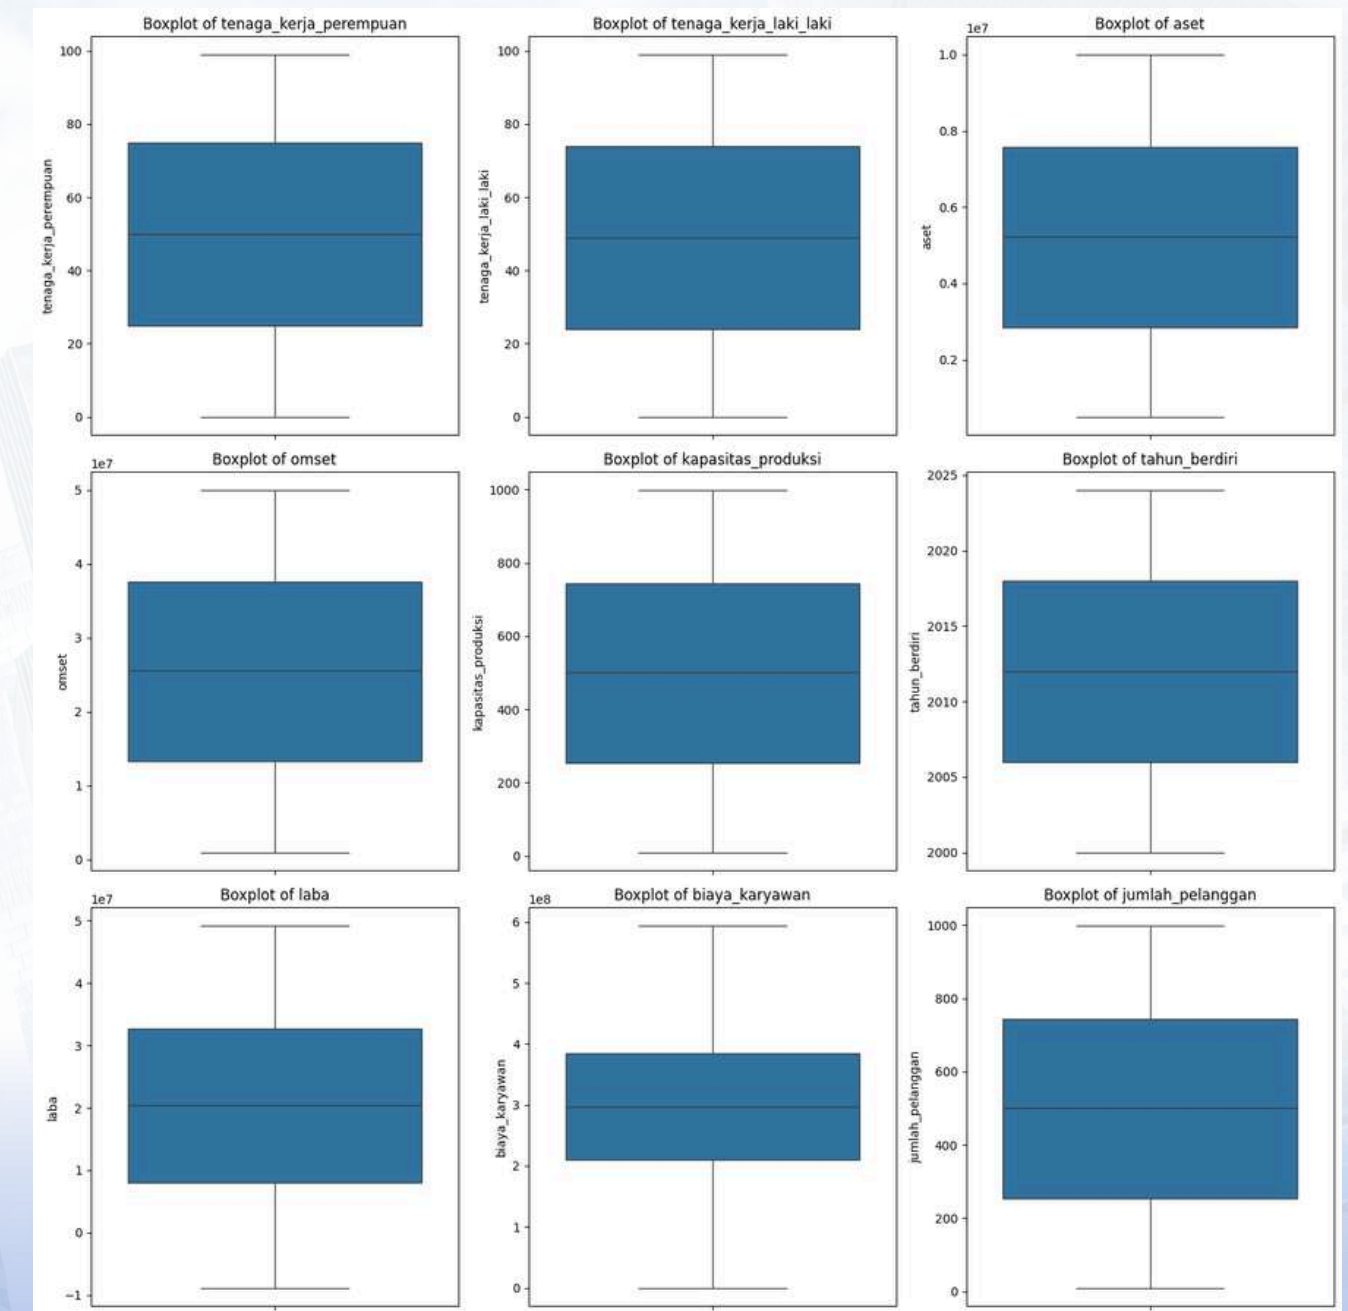 Boxplot of tenaga_kerja_perempuan
100
80
60
40
20
0
tenaga_kerja_perempuan
Boxplot of tenaga_kerja_laki_laki
100
80
60
40
20
0
tenaga_kerja_laki_laki
Boxplot of aset
1e7
1.0
0.8
0.6
0.4
0.2
aset
Boxplot of omset
1e7
5
4
3
2
1
0
omset
Boxplot of kapasitas_produksi
1000
800
600
400
200
0
kapasitas_produksi
Boxplot of tahun_berdiri
2025
2020
2015
2010
2005
2000
tahun_berdiri
Boxplot of laba
1e7
5
4
3
2
1
0
−1
laba
Boxplot of biaya_karyawan
1e8
6
5
4
3
2
1
0
biaya_karyawan
Boxplot of jumlah_pelanggan
1000
800
600
400
200
0
jumlah_pelanggan